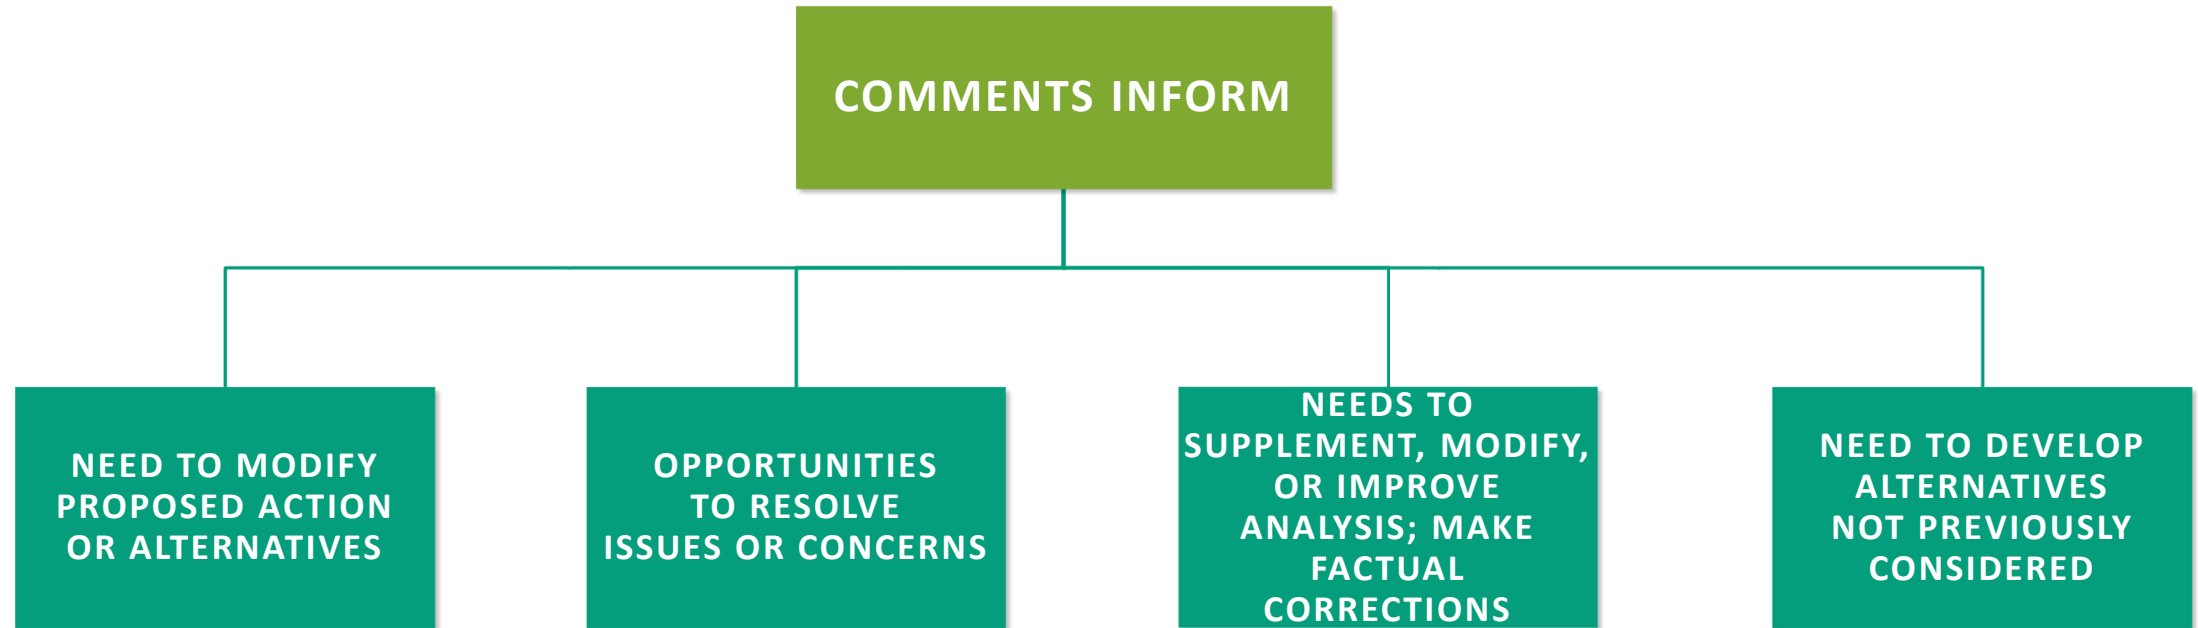 COMMENTS INFORM
NEED TO MODIFY
PROPOSED ACTION
OR ALTERNATIVES
OPPORTUNITIES
TO RESOLVE
ISSUES OR CONCERNS
NEEDS TO
SUPPLEMENT, MODIFY,
OR IMPROVE
ANALYSIS; MAKE
FACTUAL
CORRECTIONS
NEED TO DEVELOP
ALTERNATIVES
NOT PREVIOUSLY
CONSIDERED